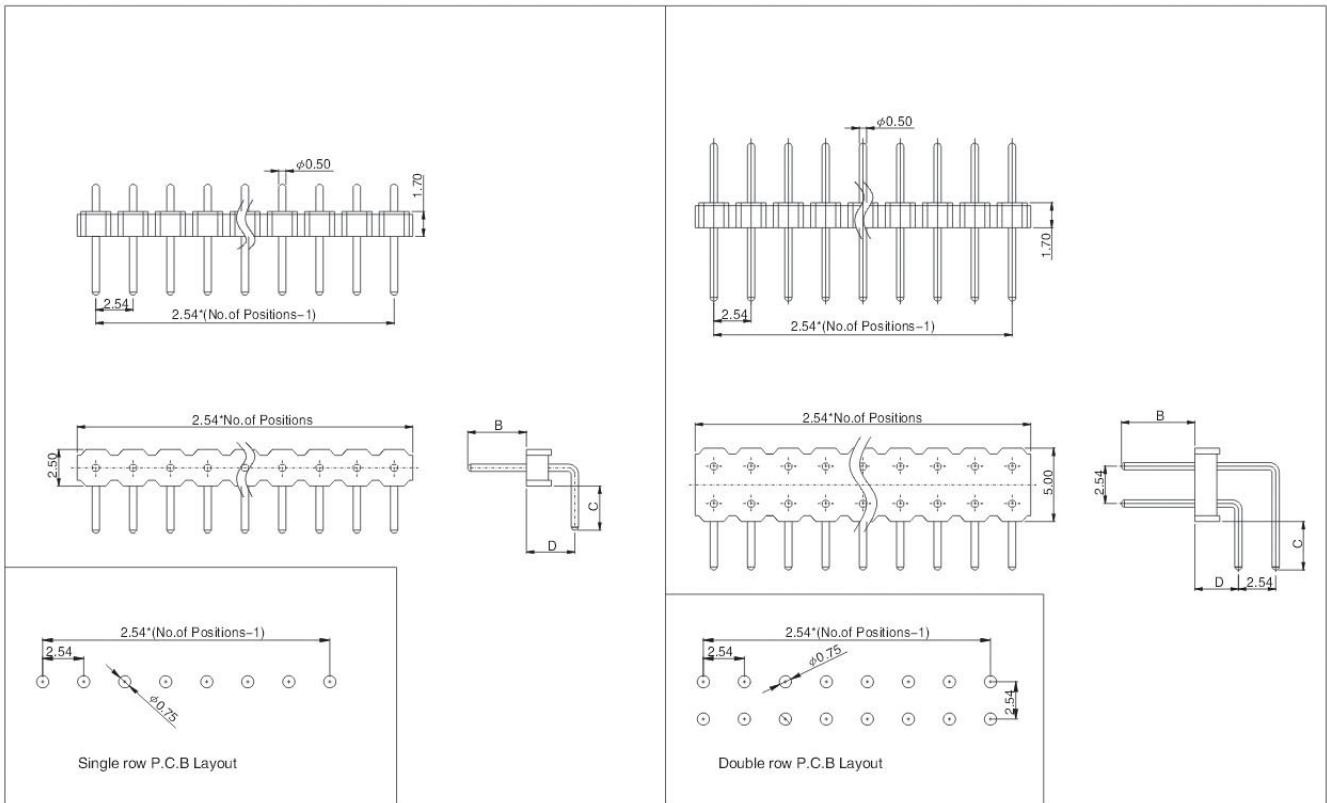 φ0.50
1.70
2.54
2.54*(No.of Positions-1)
2.54*No.of Positions
2.50
B
C
D
2.54*(No.of Positions-1)
2.54
φ0.75
Single row P.C.B Layout
φ0.50
1.70
2.54
2.54*(No.of Positions-1)
2.54*No.of Positions
5.00
B
2.54
C
D
2.54
2.54*(No.of Positions-1)
2.54
φ0.75
2.54
Double row P.C.B Layout